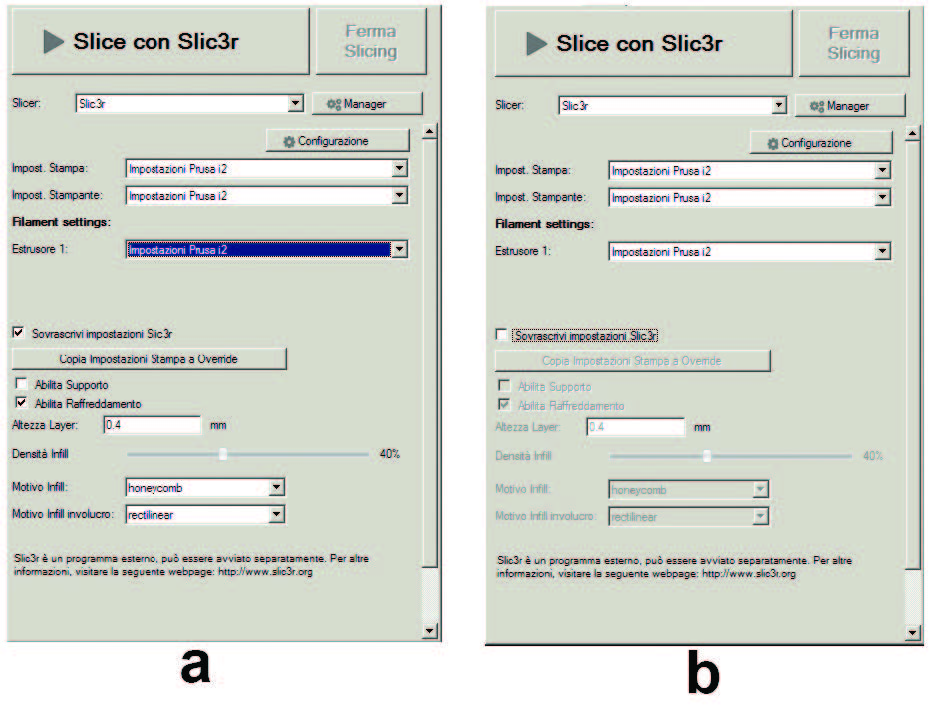 Slice con Slic3r
Ferma
Slicing
Slicer:
Slic3r
Manager
Configurazione
Impost. Stampa:
Impostazioni Prusa i2
Impost. Stampante:
Impostazioni Prusa i2
Filament settings:
Estrusore 1:
Impostazioni Prusa i2
Sovrascrivi impostazioni Slic3r
Copia Impostazioni Stampa a Override
Abilita Supporto
Abilita Raffreddamento
Altezza Layer:
0.4
mm
Densità Infill
40%
Motivo Infill:
honeycomb
Motivo Infill involucro:
rectilinear
Slic3r è un programma esterno, può essere avviato separatamente. Per altre
informazioni, visitare la seguente webpage: http://www.slic3r.org
a
Slice con Slic3r
Ferma
Slicing
Slicer:
Slic3r
Manager
Configurazione
Impost. Stampa:
Impostazioni Prusa i2
Impost. Stampante:
Impostazioni Prusa i2
Filament settings:
Estrusore 1:
Impostazioni Prusa i2
Sovrascrivi impostazioni Slic3r
Copia Impostazioni Stampa a Override
Abilita Supporto
Abilita Raffreddamento
Altezza Layer:
0.4
mm
Densità Infill
40%
Motivo Infill:
honeycomb
Motivo Infill involucro:
rectilinear
Slic3r è un programma esterno, può essere avviato separatamente. Per altre
informazioni, visitare la seguente webpage: http://www.slic3r.org
b